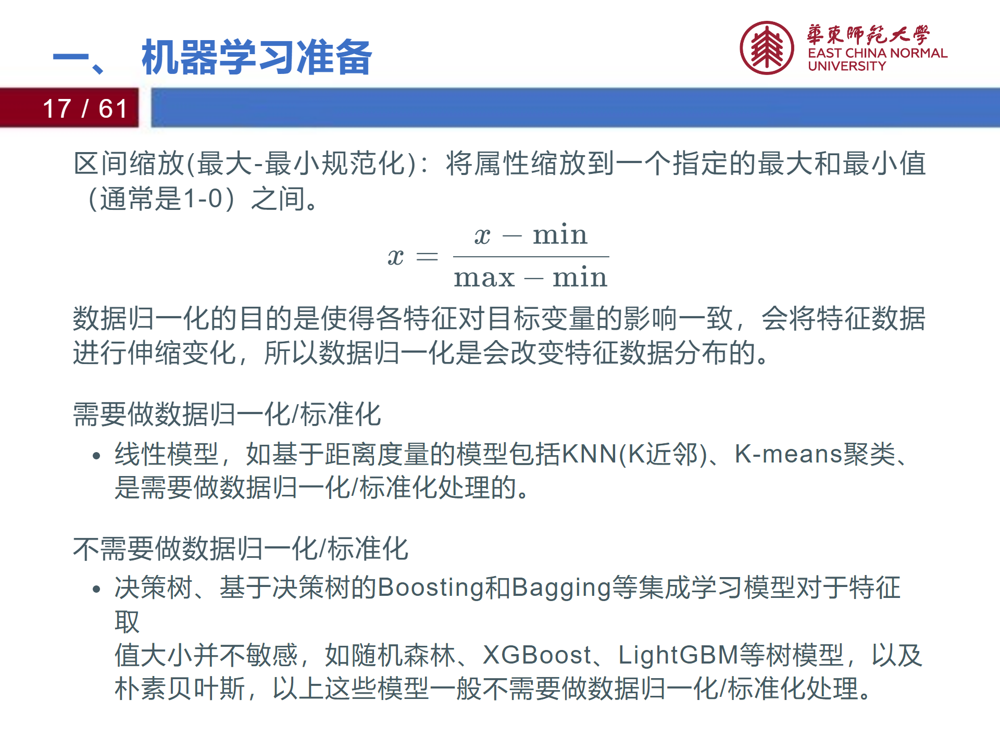 一、 机器学习准备
華東师范大學
EAST CHINA NORMAL
UNIVERSITY
17 / 61
区间缩放(最大-最小规范化)：将属性缩放到一个指定的最大和最小值
（通常是1-0）之间。
x = \frac{x - min}{max - min}
数据归一化的目的是使得各特征对目标变量的影响一致，会将特征数据
进行伸缩变化，所以数据归一化是会改变特征数据分布的。
需要做数据归一化/标准化
• 线性模型，如基于距离度量的模型包括KNN(K近邻)、K-means聚类、
是需要做数据归一化/标准化处理的。
不需要做数据归一化/标准化
• 决策树、基于决策树的Boosting和Bagging等集成学习模型对于特征
取
值大小并不敏感，如随机森林、XGBoost、LightGBM等树模型，以及
朴素贝叶斯，以上这些模型一般不需要做数据归一化/标准化处理。